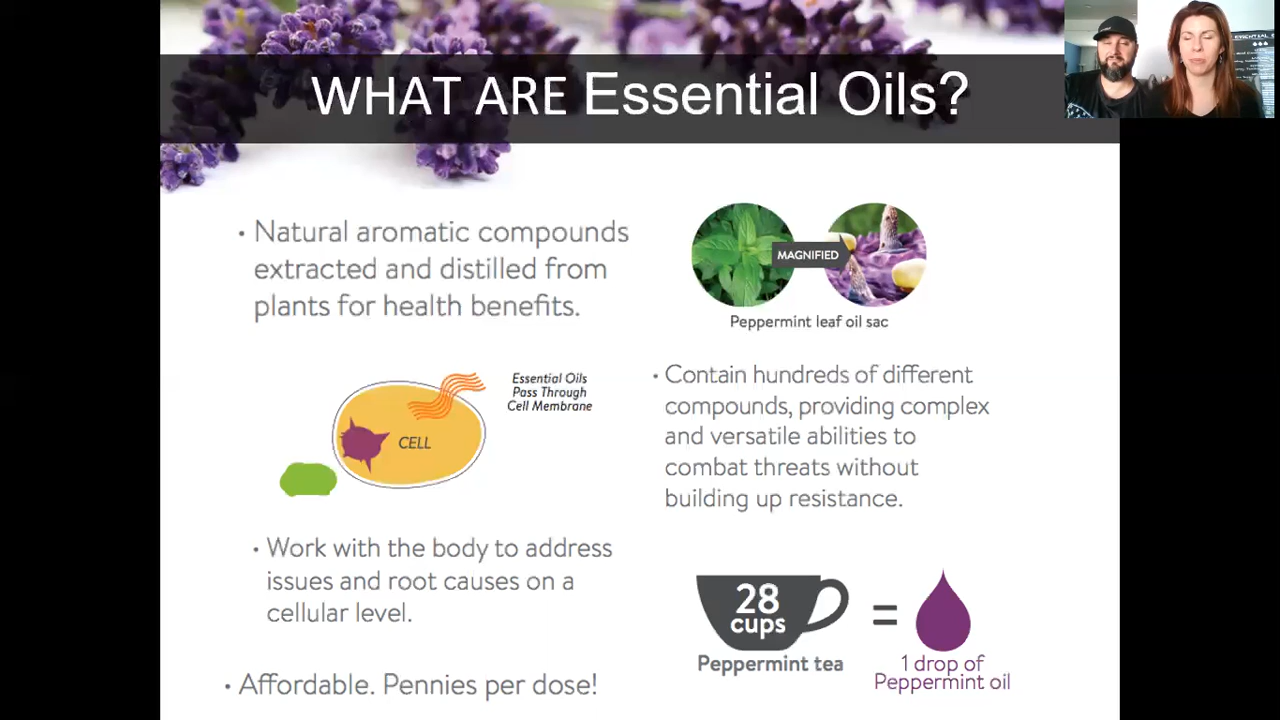 WHAT ARE Essential Oils?
• Natural aromatic compounds
extracted and distilled from
plants for health benefits.
MAGNIFIED
Peppermint leaf oil sac
Essential Oils
Pass Through
Cell Membrane
CELL
• Contain hundreds of different
compounds, providing complex
and versatile abilities to
combat threats without
building up resistance.
• Work with the body to address
issues and root causes on a
cellular level.
28
cups
=
Peppermint tea
1 drop of
Peppermint oil
• Affordable. Pennies per dose!